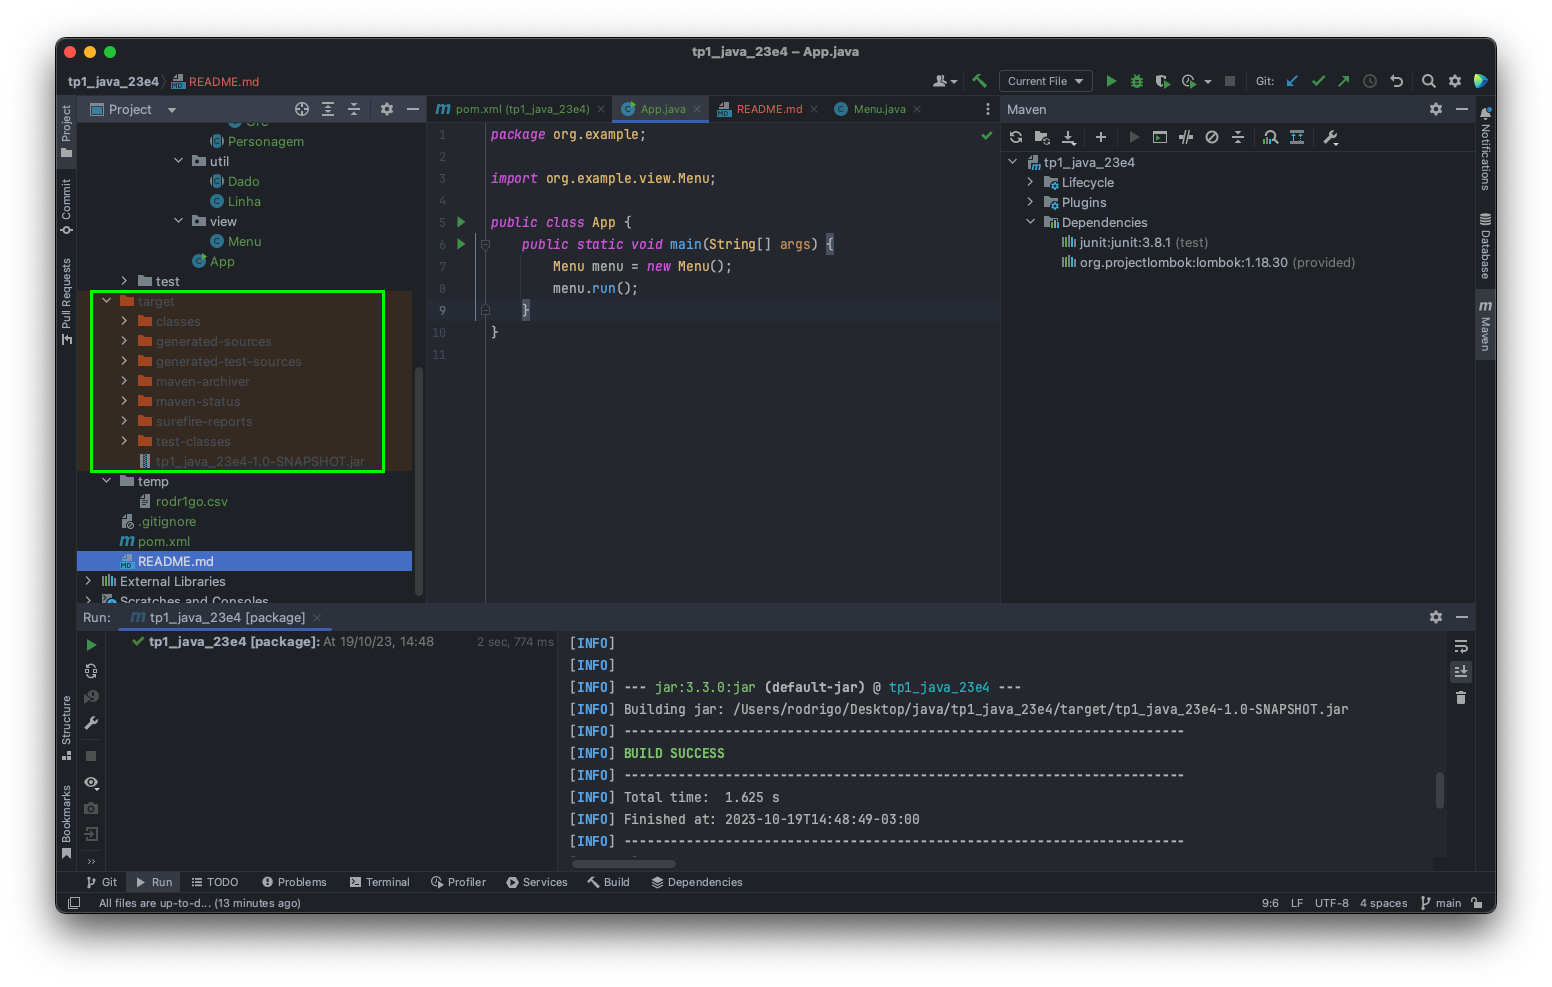 tp1_java_23e4 – App.java
tp1_java_23e4 README.md
Current File
Git:
Project
pom.xml (tp1_java_23e4)
App.java
README.md
Menu.java
Maven
Project
Commit
Pull Requests
Structure
Bookmarks
Personagem
util
Dado
Linha
view
Menu
App
test
target
classes
generated-sources
generated-test-sources
maven-archiver
maven-status
surefire-reports
test-classes
tp1_java_23e4-1.0-SNAPSHOT.jar
temp
rodr1go.csv
.gitignore
pom.xml
README.md
External Libraries
Scratches and Consoles
1 package org.example;
2
3 import org.example.view.Menu;
4
5 public class App {
6 public static void main(String[] args) {
7 Menu menu = new Menu();
8 menu.run();
9 }
10 }
11
tp1_java_23e4
Lifecycle
Plugins
Dependencies
junit:junit:3.8.1 (test)
org.projectlombok:lombok:1.18.30 (provided)
Notifications
Database
Maven
Run: tp1_java_23e4 [package]
tp1_java_23e4 [package]: At 19/10/23, 14:48 2 sec, 774 ms
[INFO]
[INFO]
[INFO] --- jar:3.3.0:jar (default-jar) @ tp1_java_23e4 ---
[INFO] Building jar: /Users/rodrigo/Desktop/java/tp1_java_23e4/target/tp1_java_23e4-1.0-SNAPSHOT.jar
[INFO] ------------------------------------------------------------------------
[INFO] BUILD SUCCESS
[INFO] ------------------------------------------------------------------------
[INFO] Total time:  1.625 s
[INFO] Finished at: 2023-10-19T14:48:49-03:00
[INFO] ------------------------------------------------------------------------
Git Run TODO Problems Terminal Profiler Services Build Dependencies
All files are up-to-d... (13 minutes ago) 9:6 LF UTF-8 4 spaces main